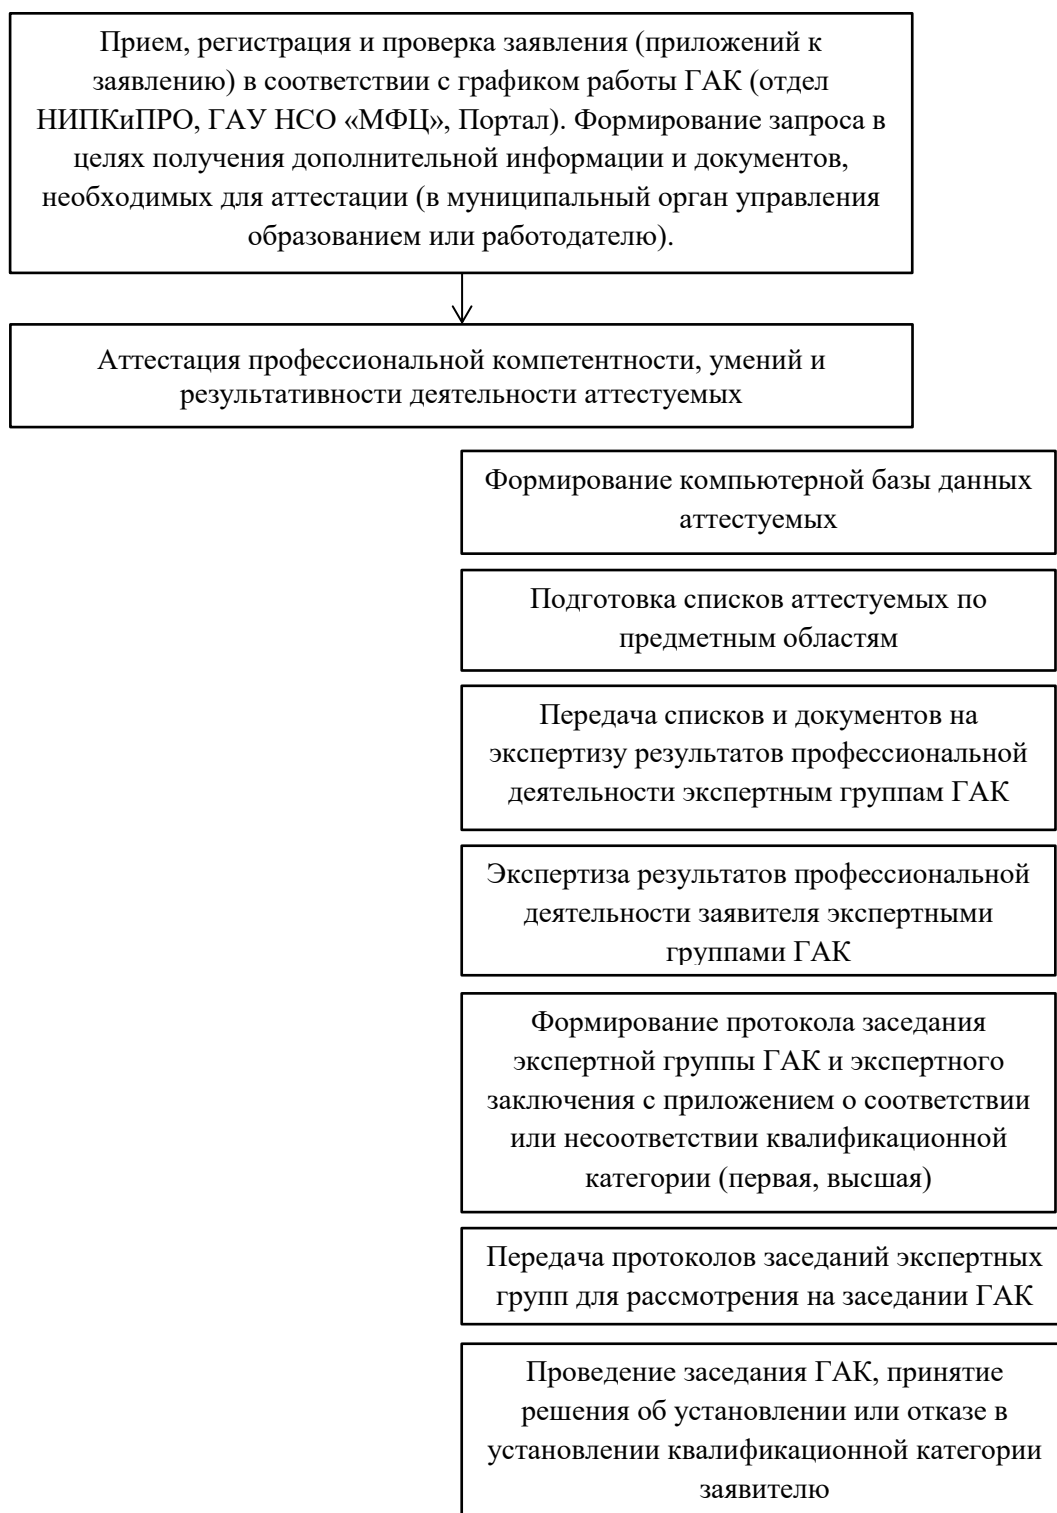 Прием, регистрация и проверка заявления (приложений к
заявлению) в соответствии с графиком работы ГАК (отдел
НИПКиПРО, ГАУ НСО «МФЦ», Портал). Формирование запроса в
целях получения дополнительной информации и документов,
необходимых для аттестации (в муниципальный орган управления
образованием или работодателю).
Аттестация профессиональной компетентности, умений и
результативности деятельности аттестуемых
Формирование компьютерной базы данных
аттестуемых
Подготовка списков аттестуемых по
предметным областям
Передача списков и документов на
экспертизу результатов профессиональной
деятельности экспертным группам ГАК
Экспертиза результатов профессиональной
деятельности заявителя экспертными
группами ГАК
Формирование протокола заседания
экспертной группы ГАК и экспертного
заключения с приложением о соответствии
или несоответствии квалификационной
категории (первая, высшая)
Передача протоколов заседаний экспертных
групп для рассмотрения на заседании ГАК
Проведение заседания ГАК, принятие
решения об установлении или отказе в
установлении квалификационной категории
заявителю